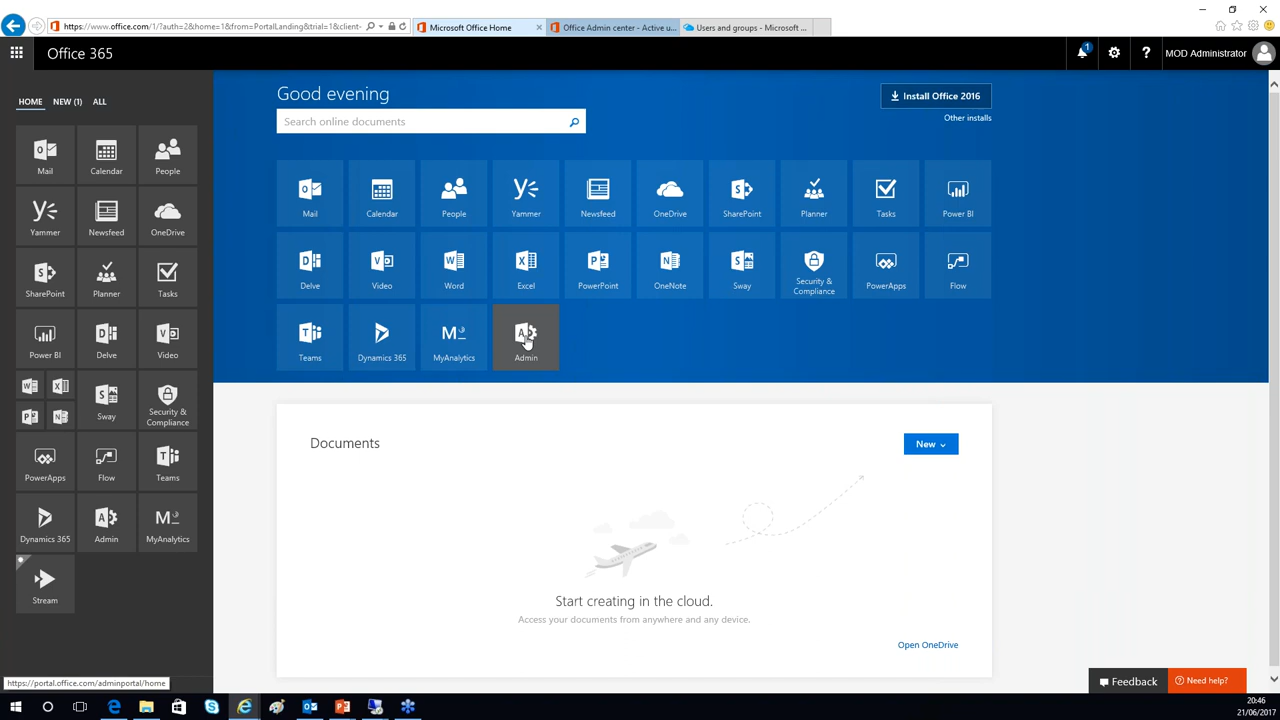 https://www.office.com/1/?auth=2&home=1&from=PortalLanding&trial=1&client-
Microsoft Office Home
Office Admin center - Active u...
Users and groups - Microsoft ...
Office 365
1
MOD Administrator
HOME NEW (1) ALL
Mail Calendar People
Yammer Newsfeed OneDrive
SharePoint Planner Tasks
Power BI Delve Video
Sway Security & Compliance
PowerApps Flow Teams
Dynamics 365 Admin MyAnalytics
Stream
Good evening
Install Office 2016
Search online documents
Other installs
Mail Calendar People Yammer Newsfeed OneDrive SharePoint Planner Tasks Power BI
Delve Video Word Excel PowerPoint OneNote Sway Security & Compliance PowerApps Flow
Teams Dynamics 365 MyAnalytics Admin
Documents
New
Start creating in the cloud.
Access your documents from anywhere and any device.
Open OneDrive
https://portal.office.com/adminportal/home
Feedback
Need help?
20:46
21/06/2017